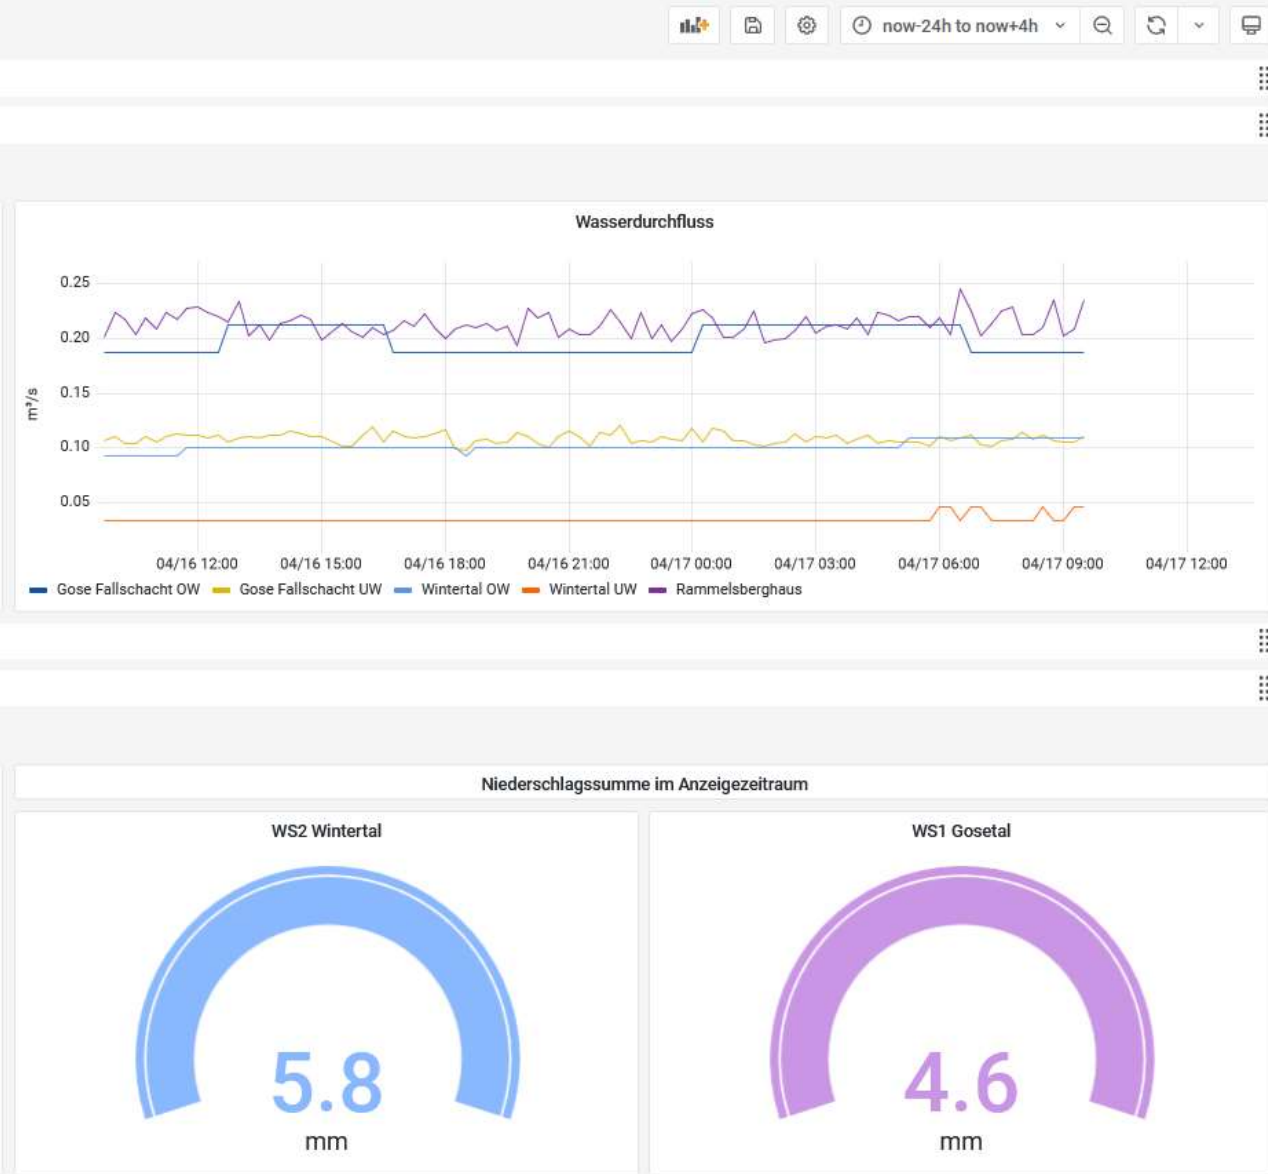 now-24h to now+4h
Wasserdurchfluss
0.25
0.20
0.15
0.10
0.05
m³/s
04/16 12:00 04/16 15:00 04/16 18:00 04/16 21:00 04/17 00:00 04/17 03:00 04/17 06:00 04/17 09:00 04/17 12:00
Gose Fallschacht OW Gose Fallschacht UW Wintertal OW Wintertal UW Rammelsberghaus
Niederschlagssumme im Anzeigezeitraum
WS2 Wintertal
5.8
mm
WS1 Gosetal
4.6
mm